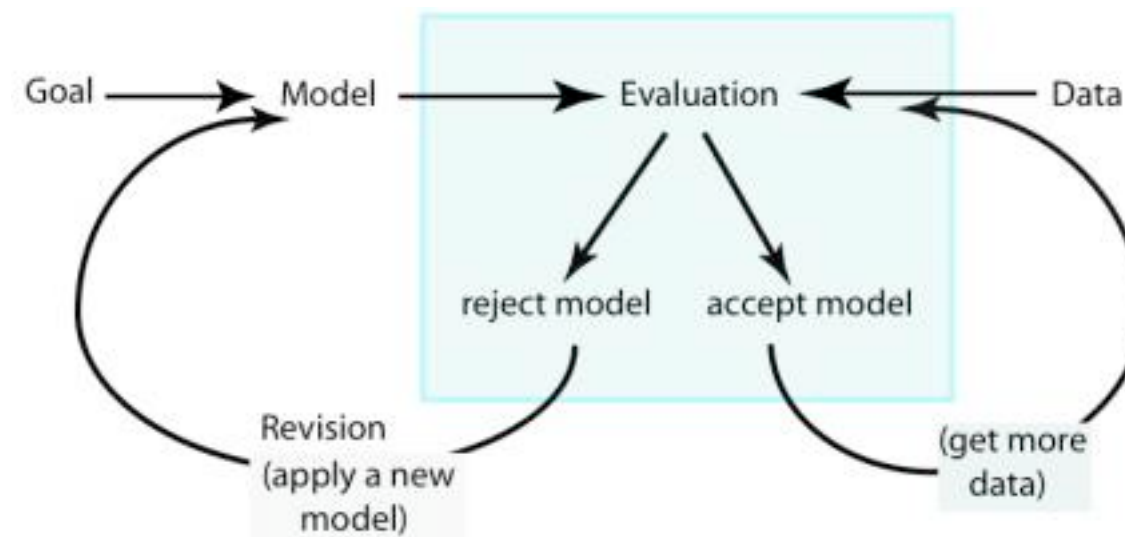 Goal
Model
Evaluation
Data
reject model
accept model
Revision
(apply a new
model)
(get more
data)